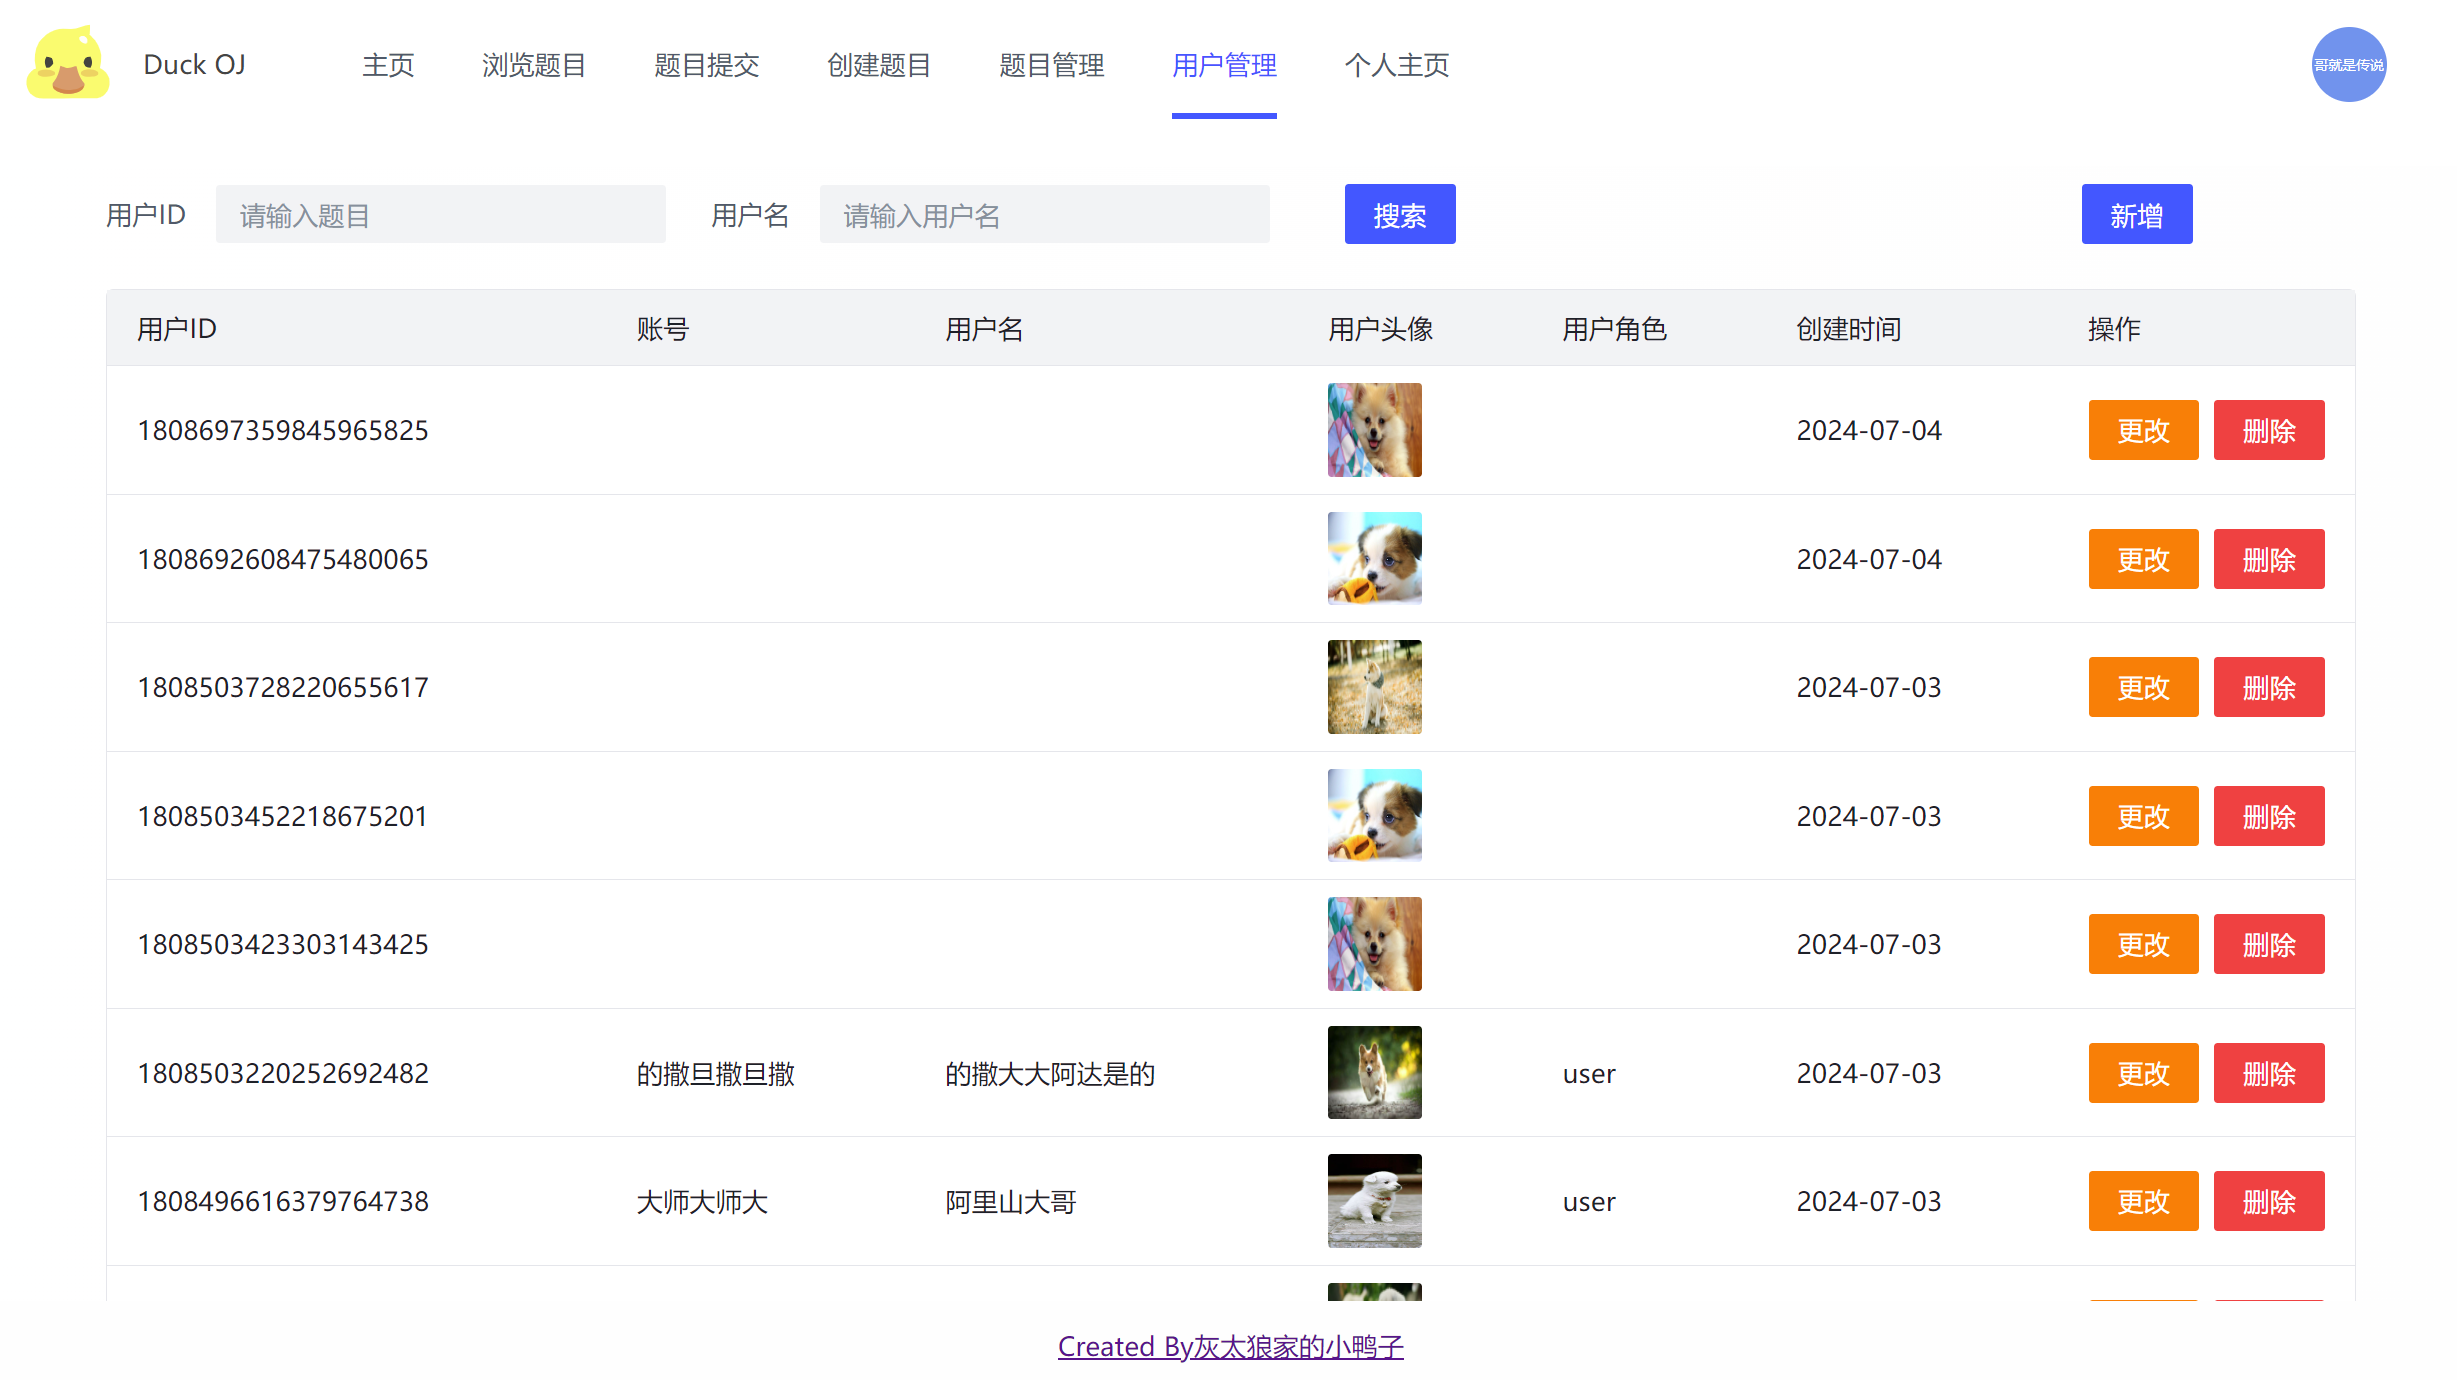 Duck OJ 主页 浏览题目 题目提交 创建题目 题目管理 用户管理 个人主页 哥就是传说
用户ID 请输入题目 用户名 请输入用户名 搜索 新增
用户ID 账号 用户名 用户头像 用户角色 创建时间 操作
1808697359845965825 2024-07-04 更改 删除
1808692608475480065 2024-07-04 更改 删除
1808503728220655617 2024-07-03 更改 删除
1808503452218675201 2024-07-03 更改 删除
1808503423303143425 2024-07-03 更改 删除
1808503220252692482 的撒旦撒旦撒 的撒大大阿达是的 user 2024-07-03 更改 删除
1808496616379764738 大师大师大 阿里山大哥 user 2024-07-03 更改 删除
Created By灰太狼家的小鸭子